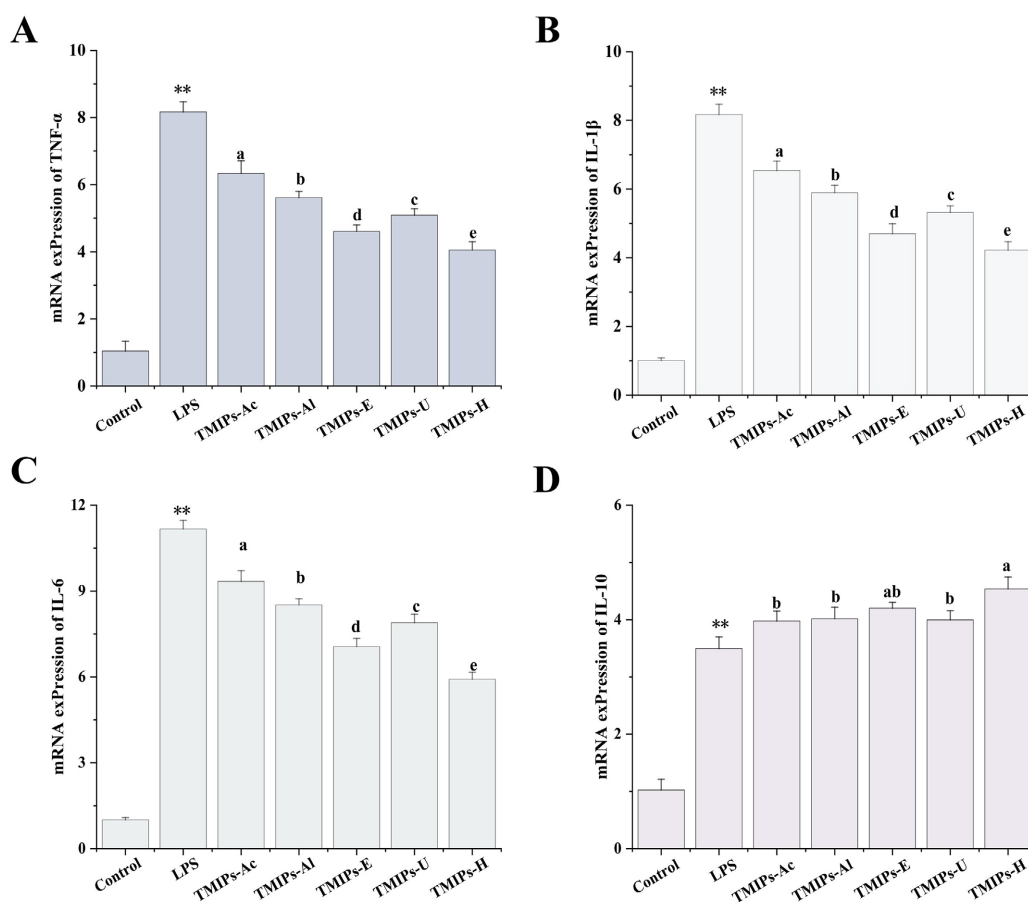 A
mRNA exPression of TNF-α
10
8
6
4
2
0
**
a
b
d
c
e
Control
LPS
TMIPs-Ac
TMIPs-Al
TMIPs-E
TMIPs-U
TMIPs-H
B
mRNA exPression of IL-1β
10
8
6
4
2
0
**
a
b
d
c
e
Control
LPS
TMIPs-Ac
TMIPs-Al
TMIPs-E
TMIPs-U
TMIPs-H
C
mRNA exPression of IL-6
12
9
6
3
0
**
a
b
d
c
e
Control
LPS
TMIPs-Ac
TMIPs-Al
TMIPs-E
TMIPs-U
TMIPs-H
D
mRNA exPression of IL-10
6
4
2
0
**
b
b
ab
b
a
Control
LPS
TMIPs-Ac
TMIPs-Al
TMIPs-E
TMIPs-U
TMIPs-H